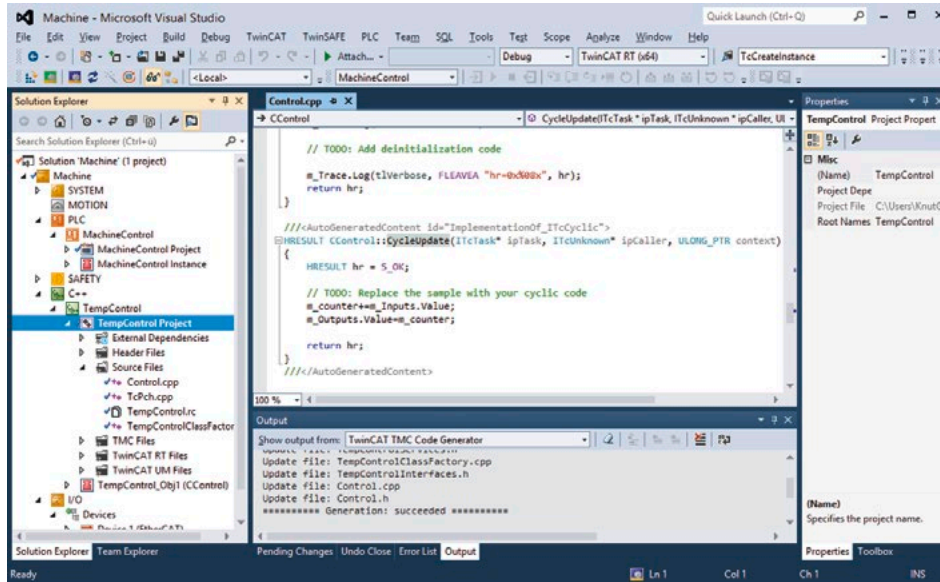 Machine - Microsoft Visual Studio
Quick Launch (Ctrl+Q)
File Edit View Project Build Debug TwinCAT TwinSAFE PLC Team SQL Tools Test Scope Analyze Window Help
Attach... Debug TwinCAT RT (x64) TcCreateInstance
<Local> MachineControl
Solution Explorer
Search Solution Explorer (Ctrl+ü)
Solution 'Machine' (1 project)
Machine
SYSTEM
MOTION
PLC
MachineControl
MachineControl Project
MachineControl Instance
SAFETY
C++
TempControl
TempControl Project
External Dependencies
Header Files
Source Files
Control.cpp
TcPch.cpp
TempControl.rc
TempControlClassFactor
TMC Files
TwinCAT RT Files
TwinCAT UM Files
TempControl_Obj1 (CControl)
I/O
Devices
Device 1 (EtherCAT)
Solution Explorer Team Explorer
Control.cpp
CControl CycleUpdate(ITcTask * ipTask, ITcUnknown * ipCaller, UI
// TODO: Add deinitialization code
m_Trace.Log(tlVerbose, FLEAVEA "hr=0x%08x", hr);
return hr;
}
///<AutoGeneratedContent id="ImplementationOf_ITcCyclic">
HRESULT CControl::CycleUpdate(ITcTask* ipTask, ITcUnknown* ipCaller, ULONG_PTR context)
{
HRESULT hr = S_OK;
// TODO: Replace the sample with your cyclic code
m_counter+=m_Inputs.Value;
m_Outputs.Value=m_counter;
return hr;
}
///</AutoGeneratedContent>
100 %
Output
Show output from: TwinCAT TMC Code Generator
Update file: TempControlServices.h
Update file: TempControlClassFactory.cpp
Update file: TempControlInterfaces.h
Update file: Control.cpp
Update file: Control.h
========== Generation: succeeded ==========
Pending Changes Undo Close Error List Output
Properties
TempControl Project Propert
Misc
(Name) TempControl
Project Depe
Project File C:\Users\KnutG
Root Names TempControl
(Name)
Specifies the project name.
Properties Toolbox
Ready Ln 1 Col 1 Ch 1 INS